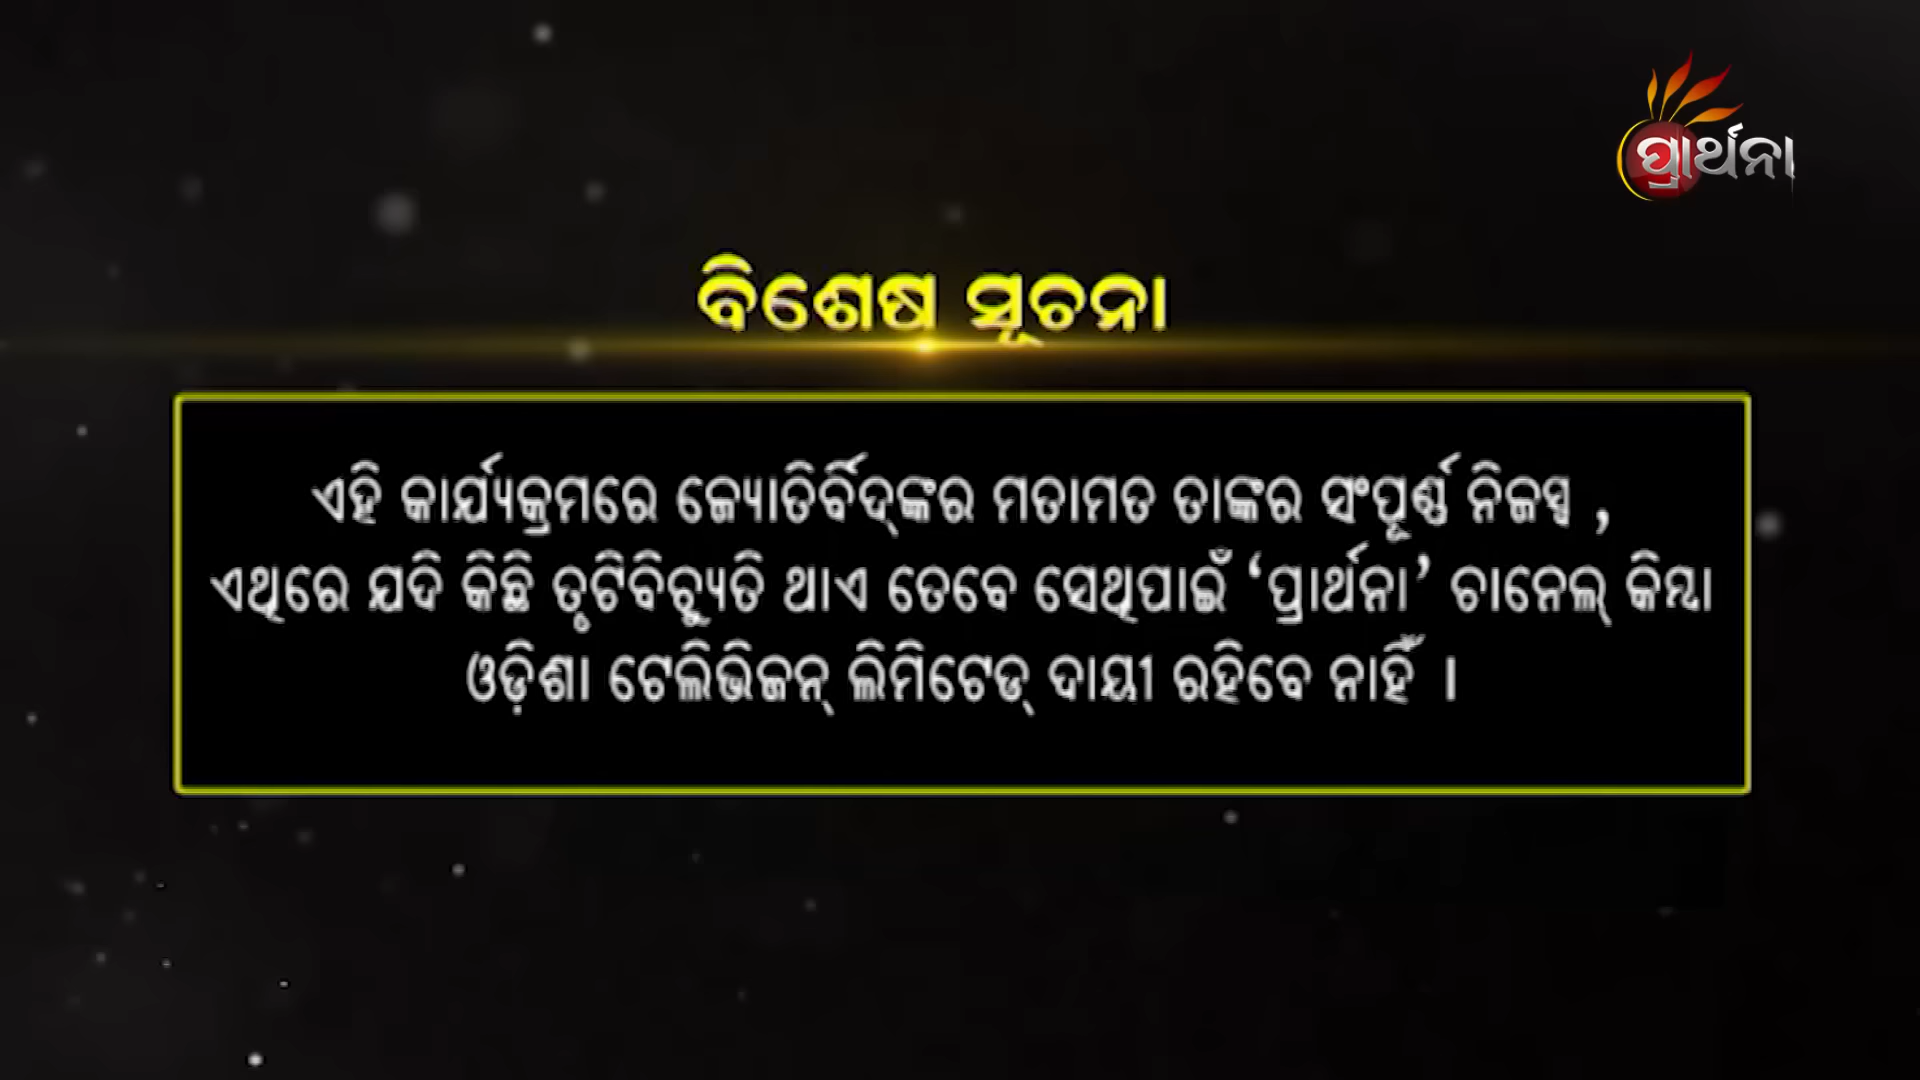 ପ୍ରାର୍ଥନା
ବିଶେଷ ସୂଚନା
ଏହି କାର୍ଯ୍ୟକ୍ରମରେ ଜ୍ୟୋତିର୍ବିଦ୍‌ଙ୍କର ମତାମତ ତାଙ୍କର ସଂପୂର୍ଣ୍ଣ ନିଜସ୍ୱ ,
ଏଥିରେ ଯଦି କିଛି ତୃଟିବିଚ୍ୟୁତି ଥାଏ ତେବେ ସେଥିପାଇଁ ‘ପ୍ରାର୍ଥନା’ ଚାନେଲ୍ କିମ୍ଵା
ଓଡ଼ିଶା ଟେଲିଭିଜନ୍ ଲିମିଟେଡ୍ ଦାୟୀ ରହିବେ ନାହିଁ ।